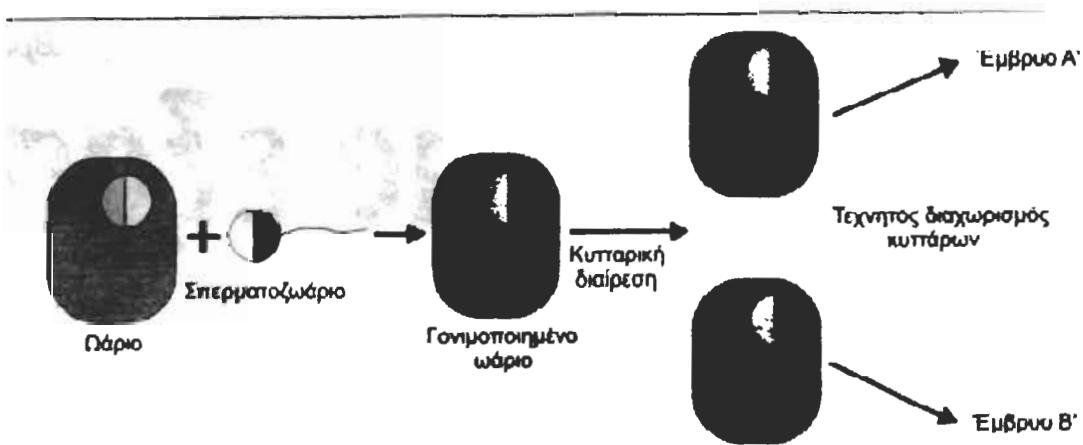 Έμβρυο Α'
Τεχνητός διαχωρισμός
κυττάρων
Κυτταρική
διαίρεση
Σπερματοζωάριο
Ωάριο
Γονιμοποιημένο
ωάριο
Έμβρυο Β'